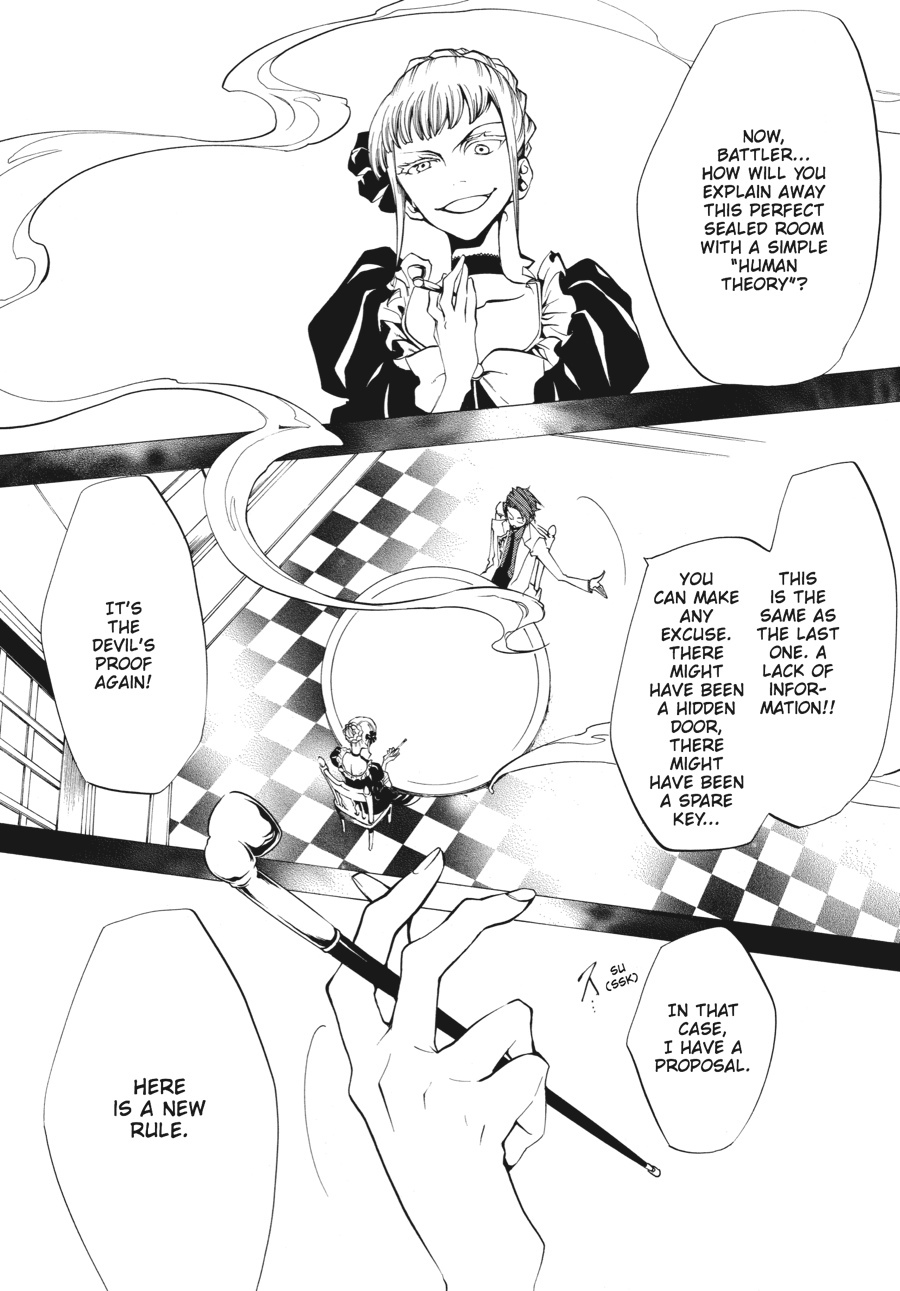 NOW,
BATTLER...
HOW WILL YOU
EXPLAIN AWAY
THIS PERFECT
SEALED ROOM
WITH A SIMPLE
"HUMAN
THEORY"?
THIS
IS THE
SAME AS
THE LAST
ONE. A
LACK OF
INFOR-
MATION!!
YOU
CAN MAKE
ANY
EXCUSE.
THERE
MIGHT
HAVE BEEN
A HIDDEN
DOOR,
THERE
MIGHT
HAVE BEEN
A SPARE
KEY...
IT'S
THE
DEVIL'S
PROOF
AGAIN!
IN THAT
CASE,
I HAVE A
PROPOSAL.
ス...
SU
(SSK)
HERE
IS A NEW
RULE.